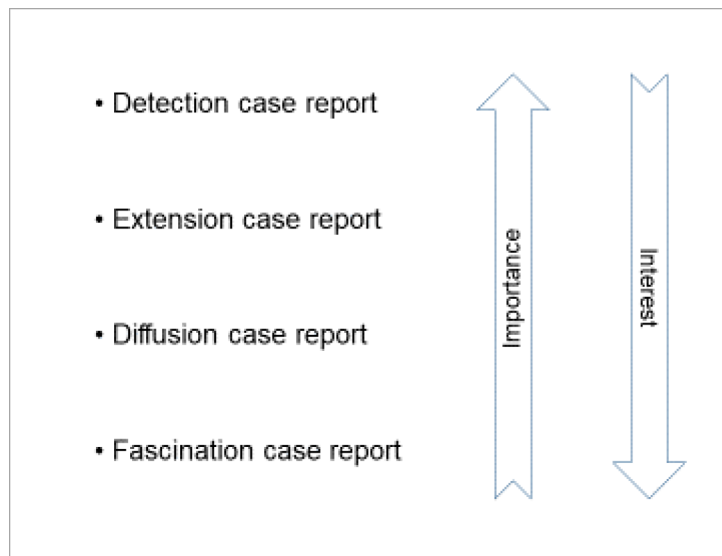 • Detection case report
• Extension case report
• Diffusion case report
• Fascination case report
Importance
Interest